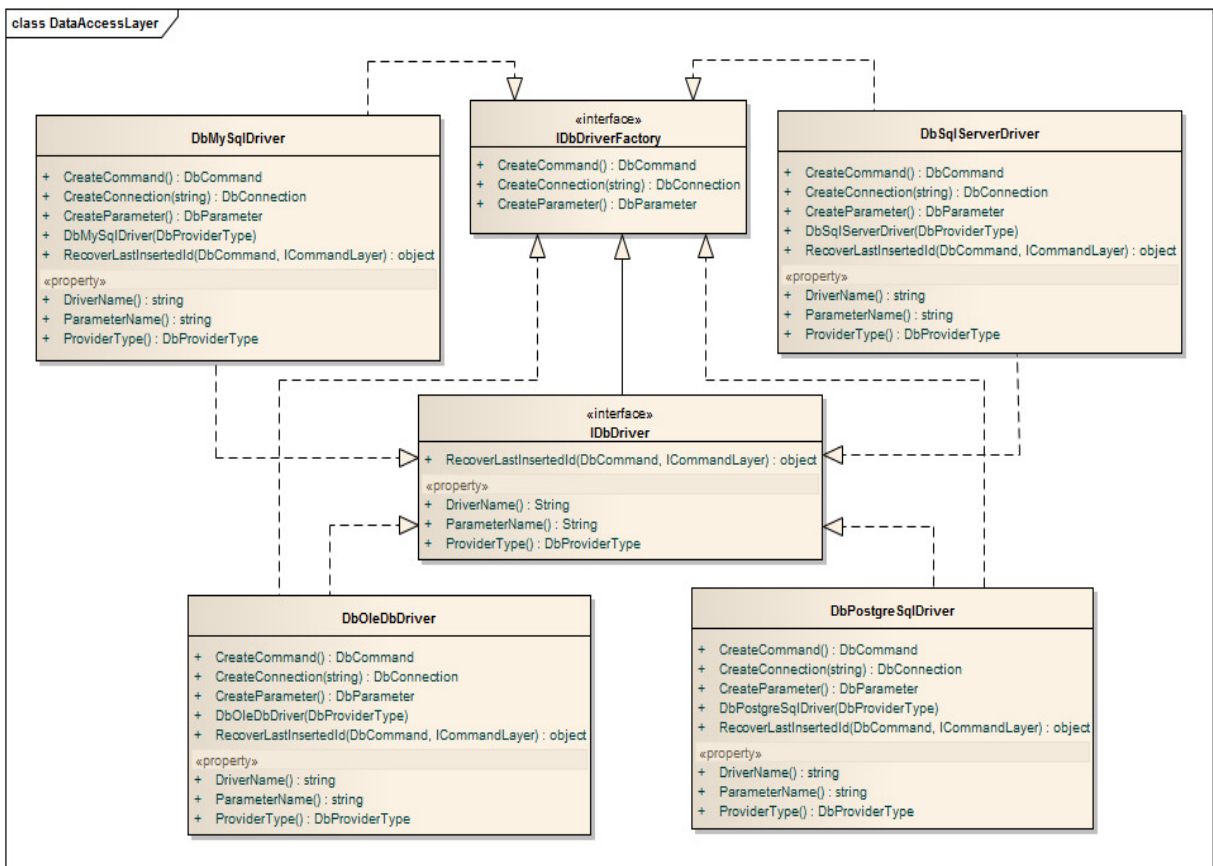 class DataAccessLayer
«interface»
IDbDriverFactory
+ CreateCommand() : DbCommand
+ CreateConnection(string) : DbConnection
+ CreateParameter() : DbParameter
DbMySqlDriver
+ CreateCommand() : DbCommand
+ CreateConnection(string) : DbConnection
+ CreateParameter() : DbParameter
+ DbMySqlDriver(DbProviderType)
+ RecoverLastInsertedId(DbCommand, ICommandLayer) : object
«property»
+ DriverName() : string
+ ParameterName() : string
+ ProviderType() : DbProviderType
DbSqlServerDriver
+ CreateCommand() : DbCommand
+ CreateConnection(string) : DbConnection
+ CreateParameter() : DbParameter
+ DbSqlServerDriver(DbProviderType)
+ RecoverLastInsertedId(DbCommand, ICommandLayer) : object
«property»
+ DriverName() : string
+ ParameterName() : string
+ ProviderType() : DbProviderType
«interface»
IDbDriver
+ RecoverLastInsertedId(DbCommand, ICommandLayer) : object
«property»
+ DriverName() : String
+ ParameterName() : String
+ ProviderType() : DbProviderType
DbOleDbDriver
+ CreateCommand() : DbCommand
+ CreateConnection(string) : DbConnection
+ CreateParameter() : DbParameter
+ DbOleDbDriver(DbProviderType)
+ RecoverLastInsertedId(DbCommand, ICommandLayer) : object
«property»
+ DriverName() : string
+ ParameterName() : string
+ ProviderType() : DbProviderType
DbPostgreSqlDriver
+ CreateCommand() : DbCommand
+ CreateConnection(string) : DbConnection
+ CreateParameter() : DbParameter
+ DbPostgreSqlDriver(DbProviderType)
+ RecoverLastInsertedId(DbCommand, ICommandLayer) : object
«property»
+ DriverName() : string
+ ParameterName() : string
+ ProviderType() : DbProviderType